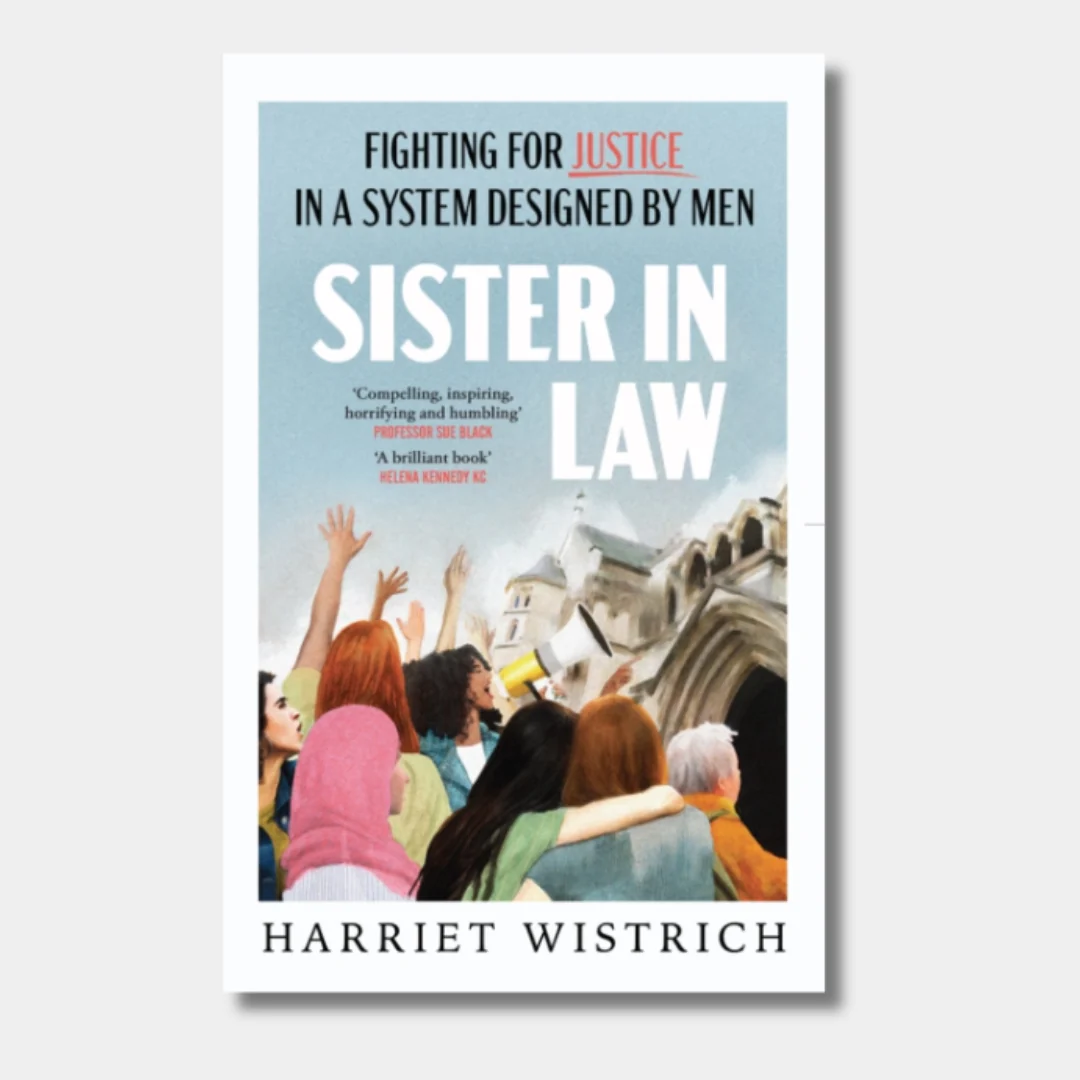 FIGHTING FOR JUSTICE
IN A SYSTEM DESIGNED BY MEN
SISTER IN
LAW
‘Compelling, inspiring,
horrifying and humbling’
PROFESSOR SUE BLACK
‘A brilliant book’
HELENA KENNEDY KC
HARRIET WISTRICH